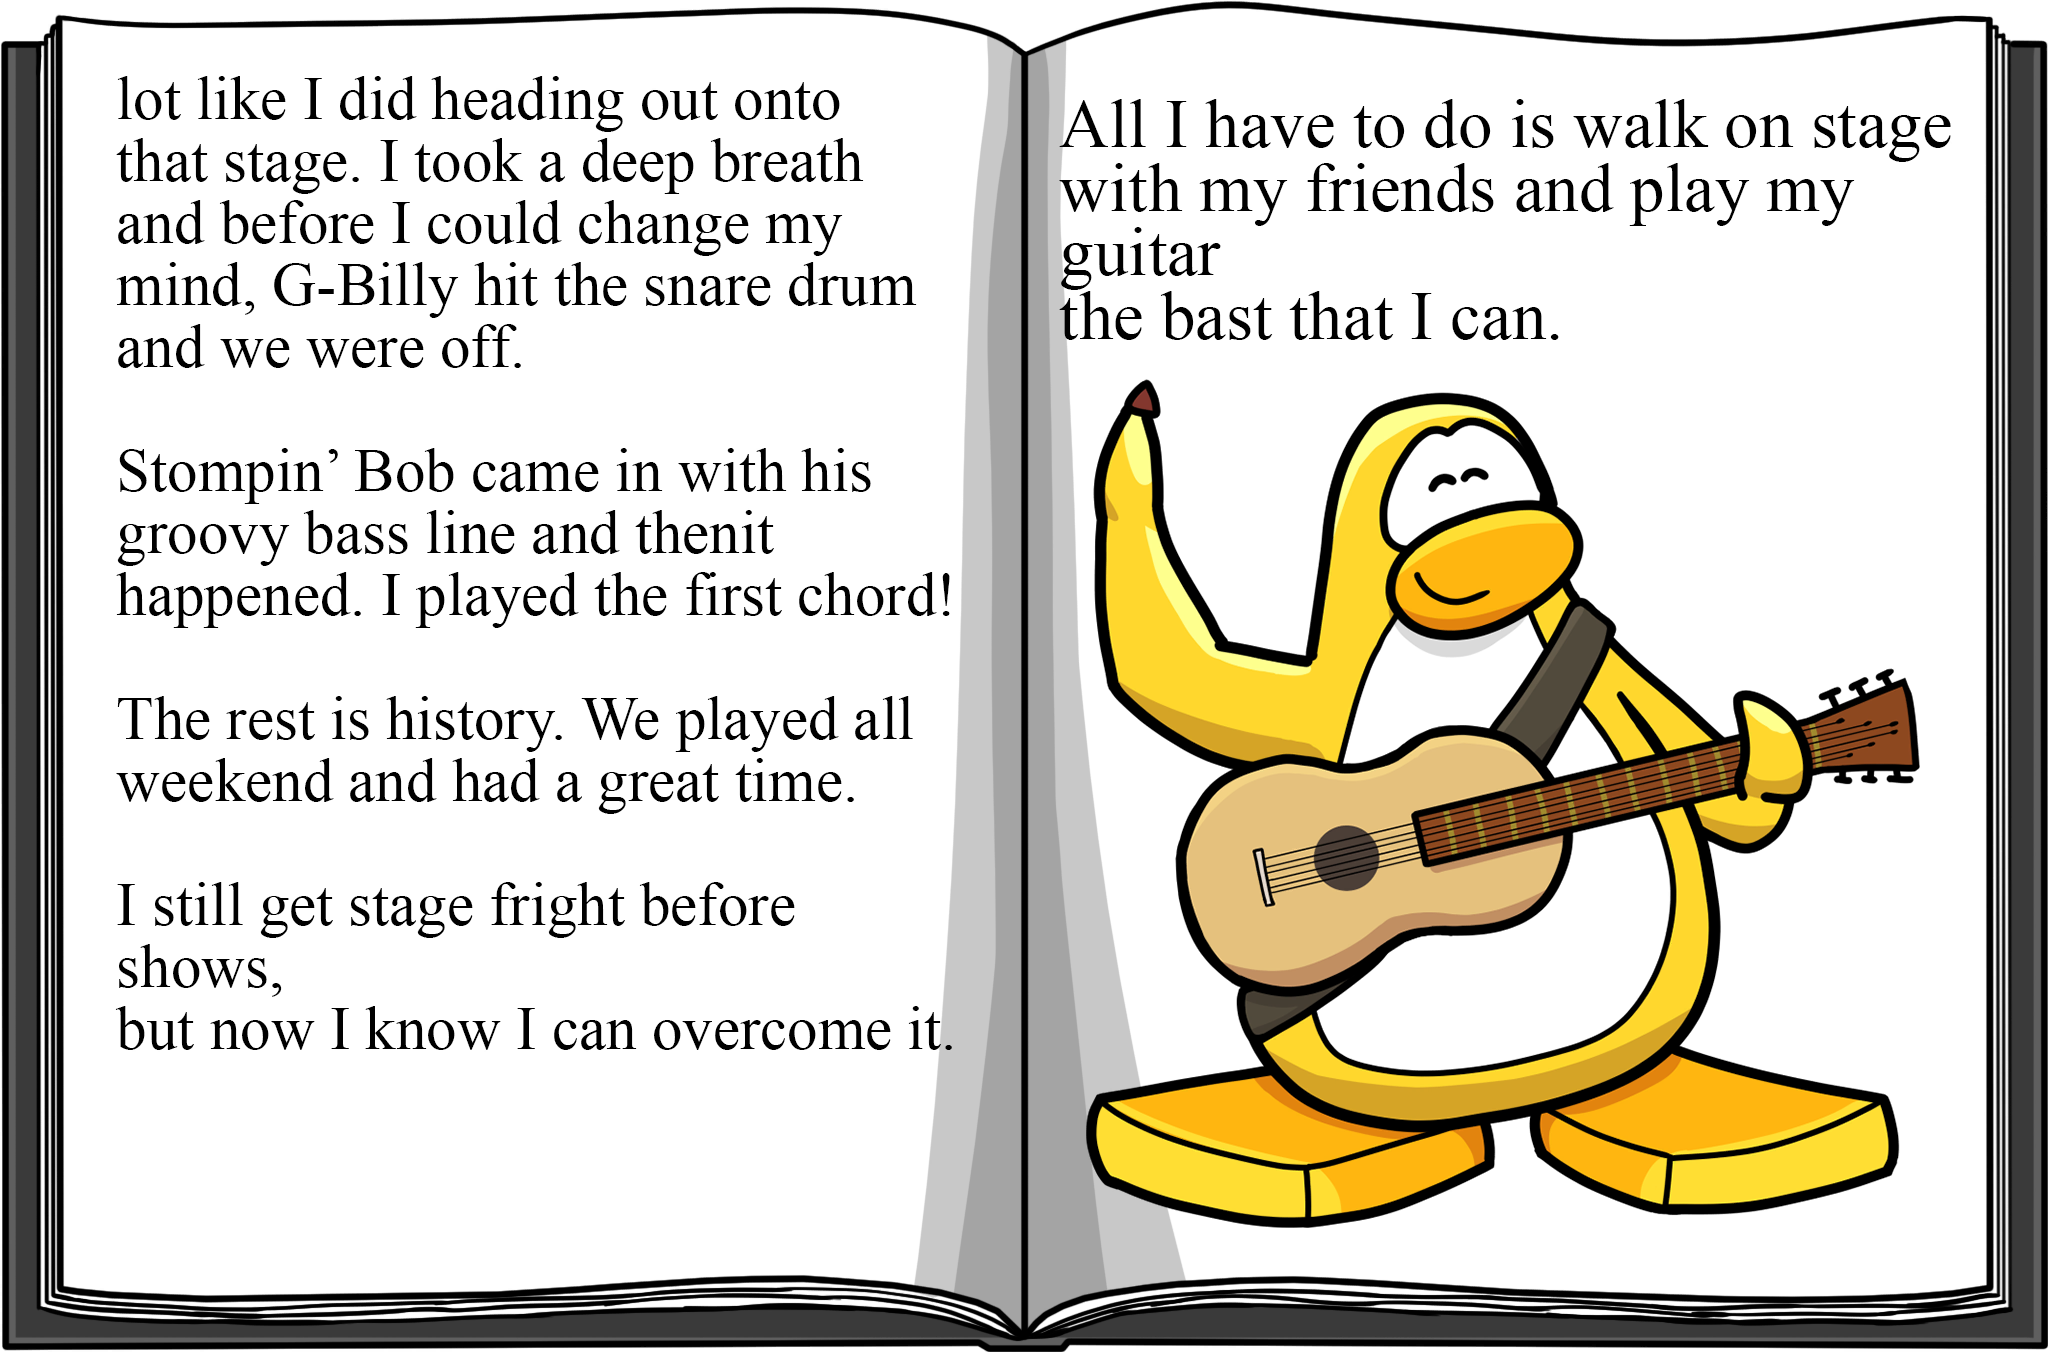 lot like I did heading out onto
that stage. I took a deep breath
and before I could change my
mind, G-Billy hit the snare drum
and we were off.
Stompin’ Bob came in with his
groovy bass line and thenit
happened. I played the first chord!
The rest is history. We played all
weekend and had a great time.
I still get stage fright before
shows,
but now I know I can overcome it.
All I have to do is walk on stage
with my friends and play my
guitar
the bast that I can.